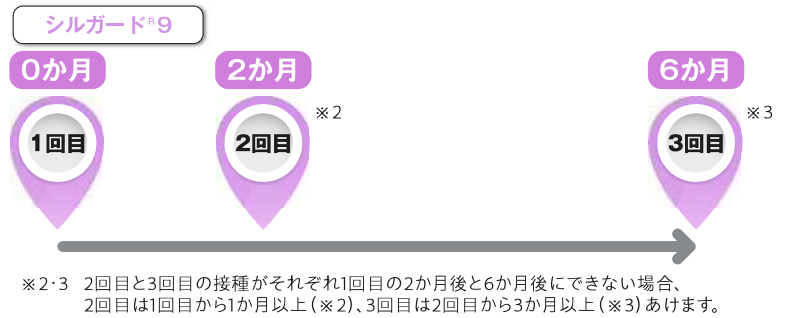 シルガード®9
0か月 2か月 6か月
1回目 2回目 ※2 3回目 ※3
※2・3 2回目と3回目の接種がそれぞれ1回目の2か月後と6か月後にできない場合、
2回目は1回目から1か月以上(※2)、3回目は2回目から3か月以上(※3)あけます。